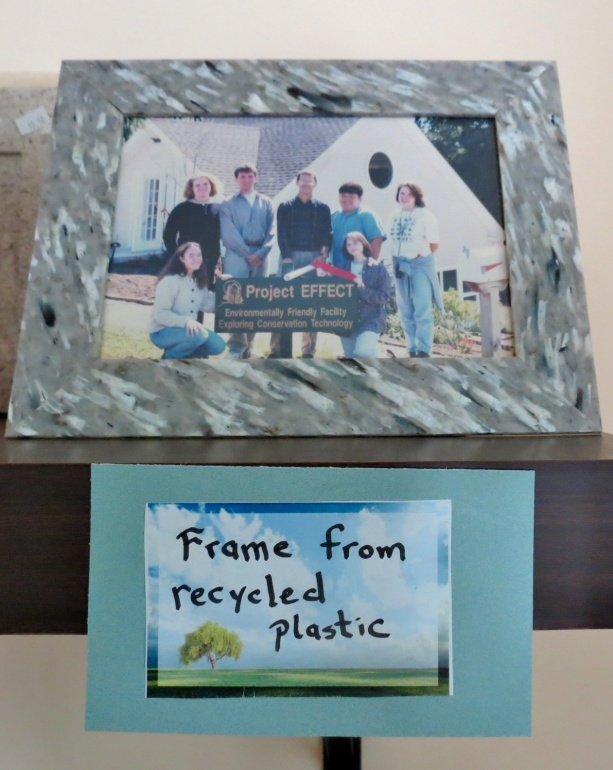 Project EFFECT
Environmentally Friendly Facility
Exploring Conservation Technology
Frame from
recycled
plastic